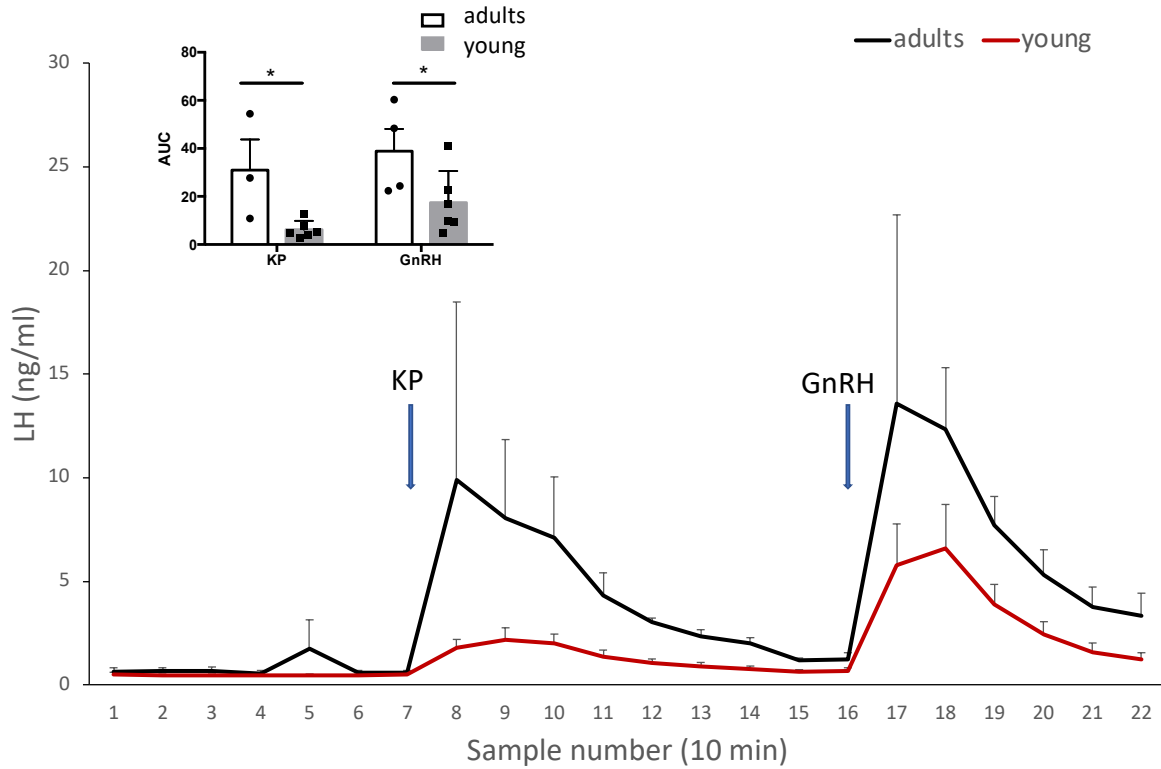 adults
young
80
60
40
20
0
AUC
*
*
KP
GnRH
adults
young
30
25
20
15
10
5
0
LH (ng/ml)
KP
GnRH
1 2 3 4 5 6 7 8 9 10 11 12 13 14 15 16 17 18 19 20 21 22
Sample number (10 min)